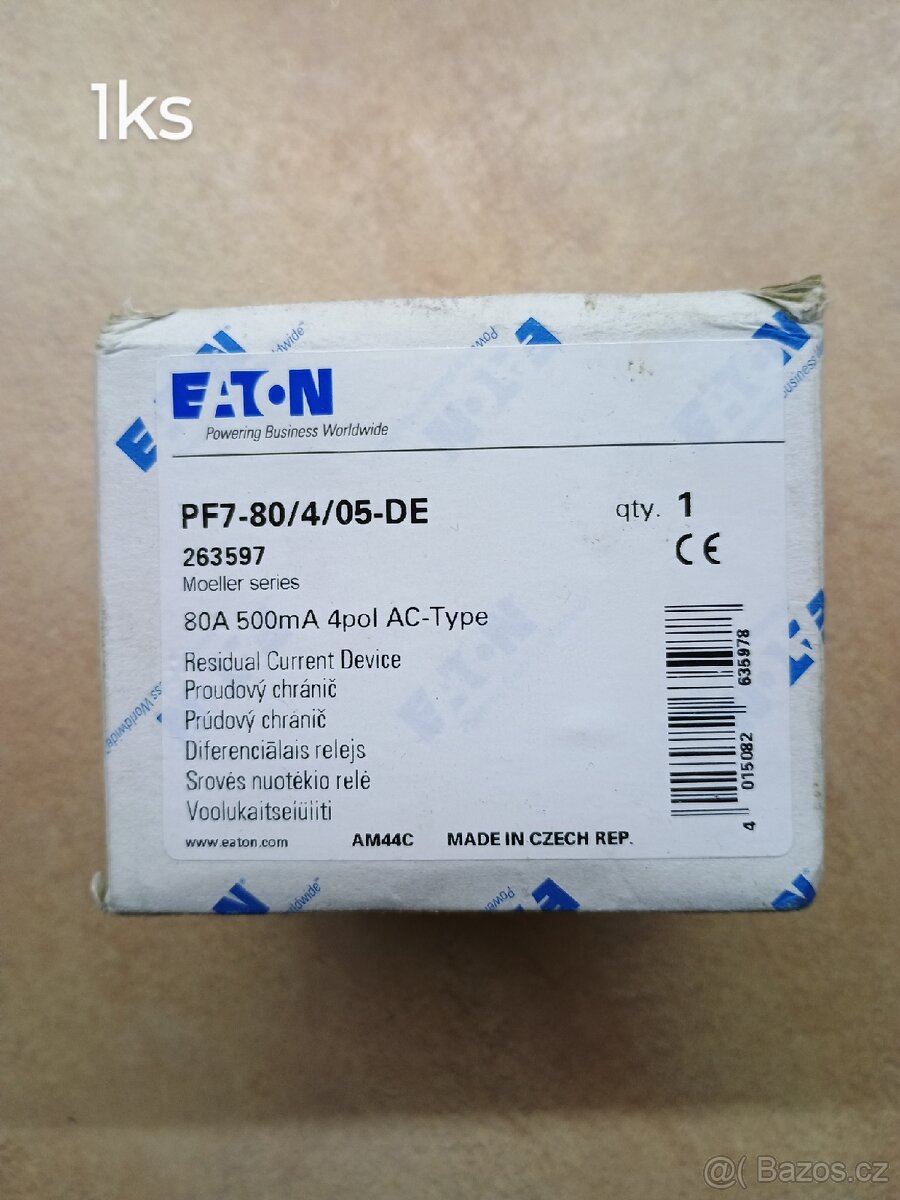 1ks
EATON
Powering Business Worldwide
PF7-80/4/05-DE
qty. 1
263597
CE
Moeller series
80A 500mA 4pol AC-Type
Residual Current Device
Proudový chránič
Prúdový chránič
Diferenciālais relejs
Srovės nuotėkio relė
Voolukaitselüliti
4 015082 635978
www.eaton.com AM44C MADE IN CZECH REP.
@( Bazos.cz